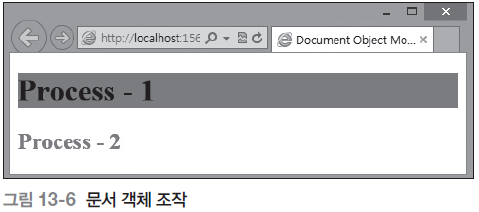 http://localhost:156
Document Object Mo...
Process - 1
Process - 2
그림 13-6 문서 객체 조작